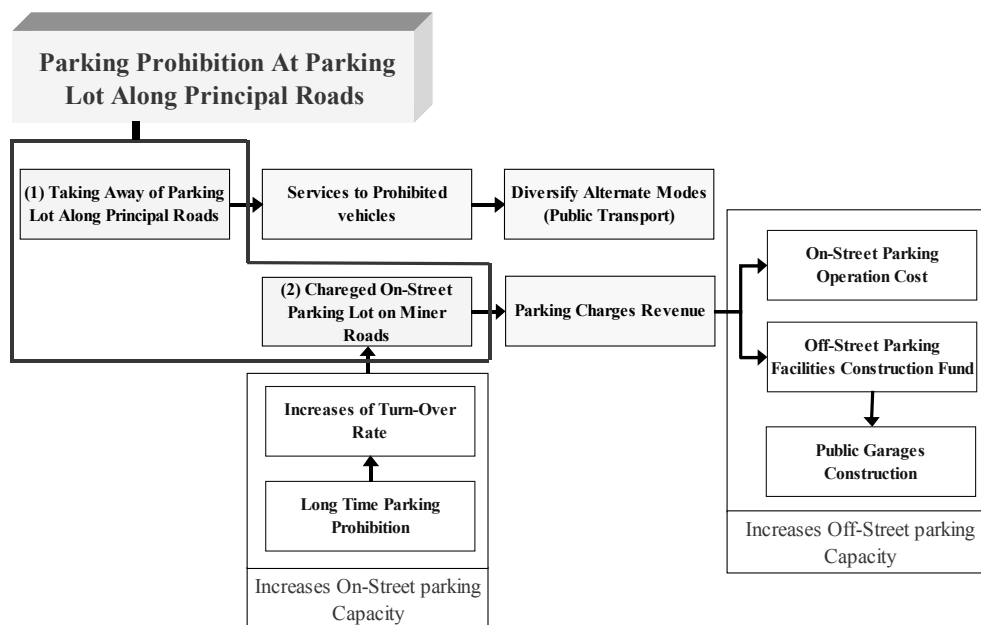 Parking Prohibition At Parking
Lot Along Principal Roads
(1) Taking Away of Parking
Lot Along Principal Roads
Services to Prohibited
vehicles
Diversify Alternate Modes
(Public Transport)
On-Street Parking
Operation Cost
(2) Chareged On-Street
Parking Lot on Miner
Roads
Parking Charges Revenue
Off-Street Parking
Facilities Construction Fund
Increases of Turn-Over
Rate
Public Garages
Construction
Long Time Parking
Prohibition
Increases Off-Street parking
Capacity
Increases On-Street parking
Capacity